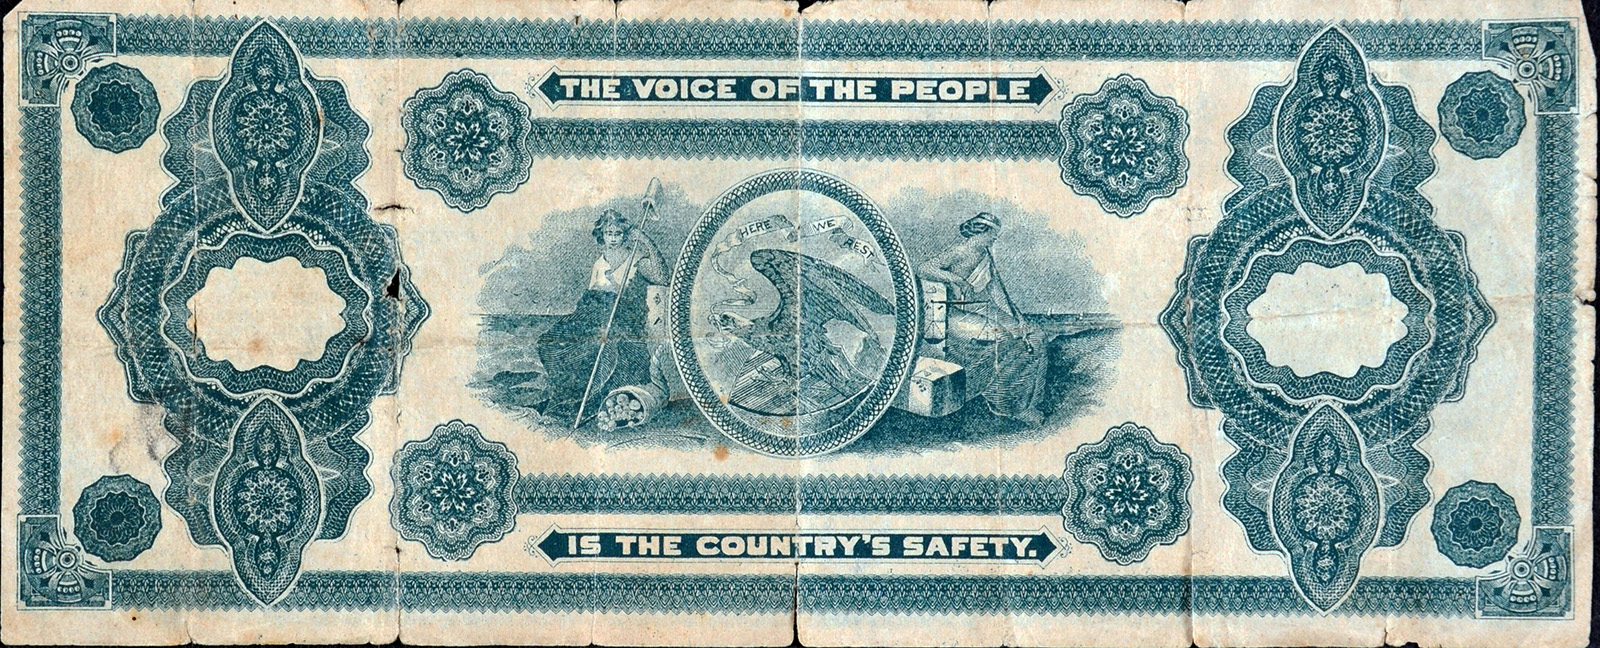 THE VOICE OF THE PEOPLE
HERE WE REST
IS THE COUNTRY'S SAFETY.